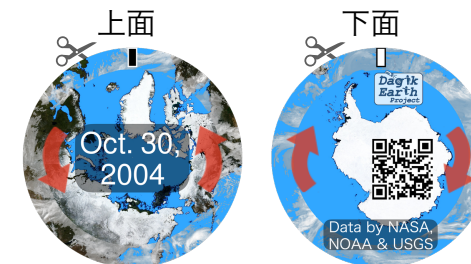 上面
下面
Oct. 30,
2004
Dagik
Earth
Project
Data by NASA,
NOAA & USGS